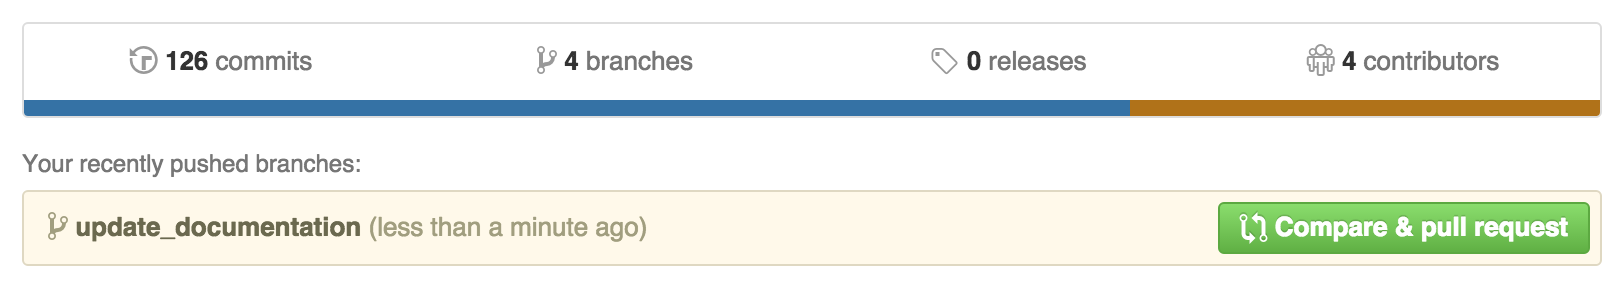 126 commits 4 branches 0 releases 4 contributors
Your recently pushed branches:
update_documentation (less than a minute ago) Compare & pull request